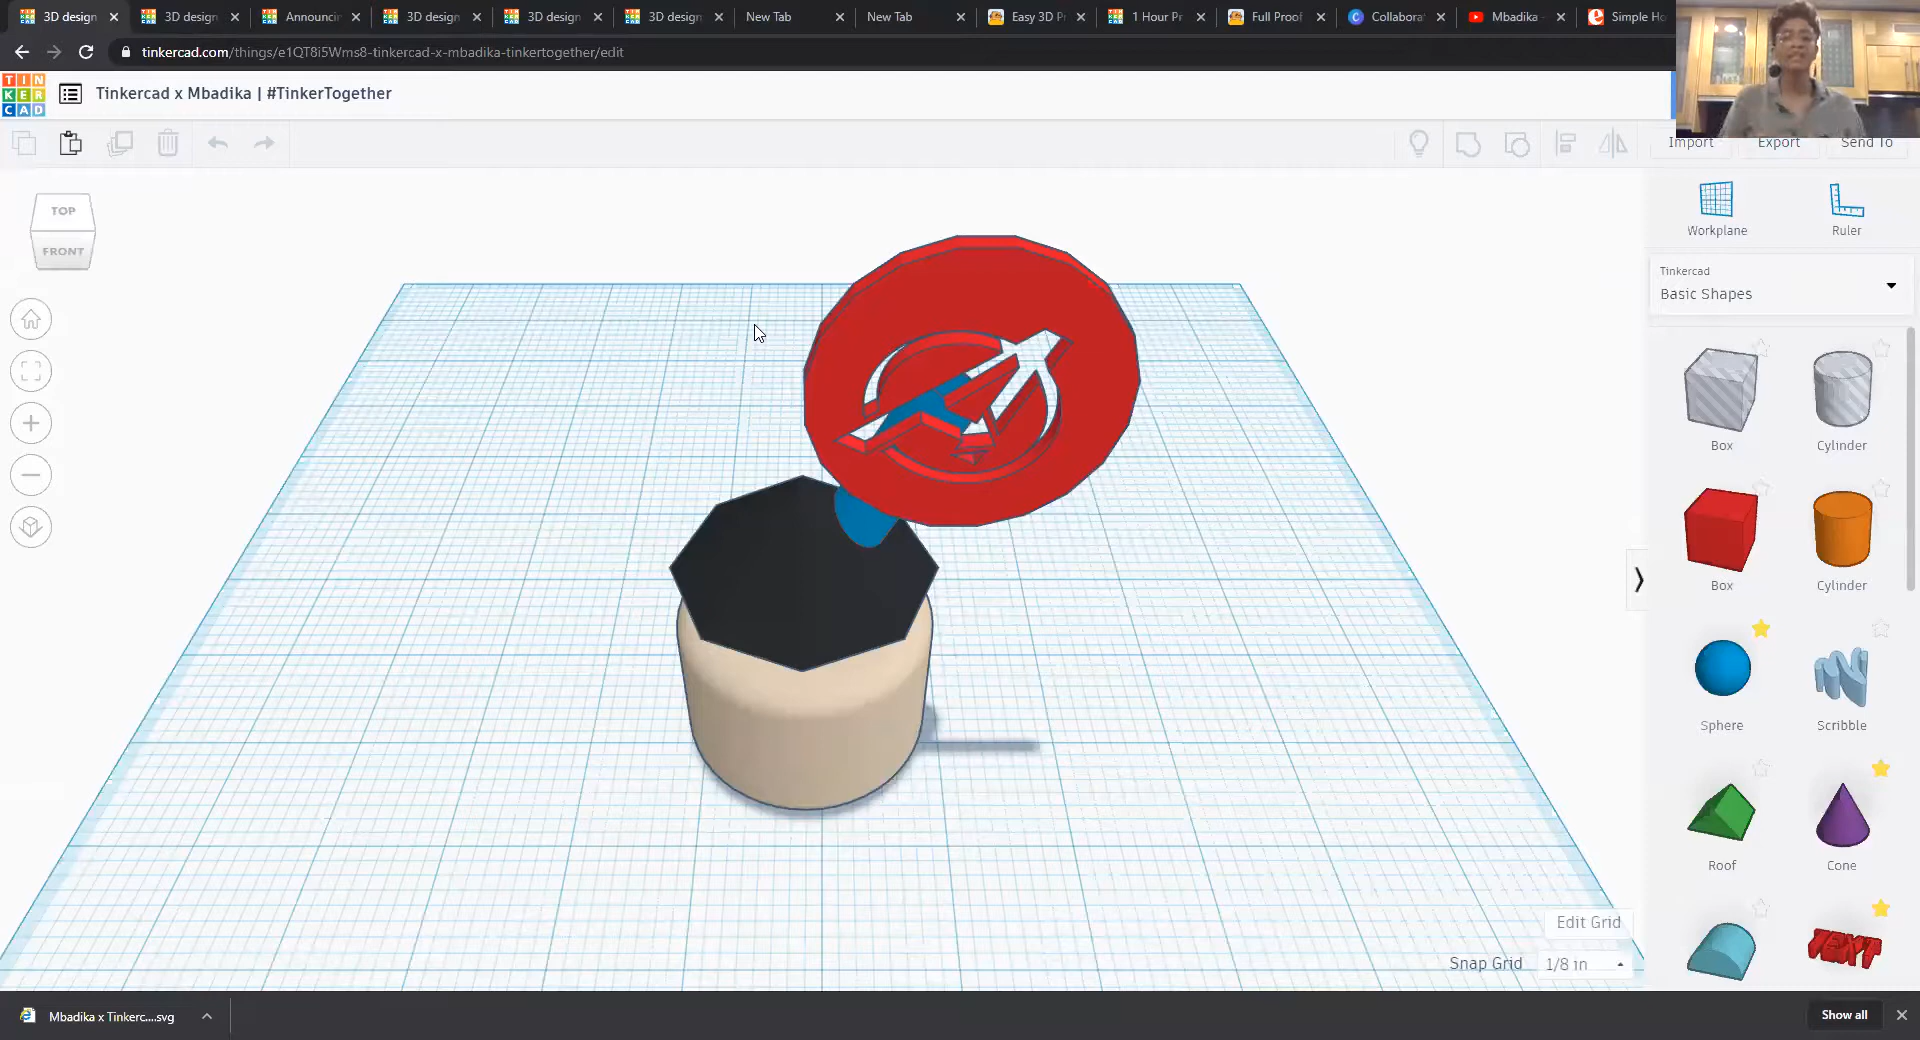 3D design
3D design
Announcin
3D design
3D design
3D design
New Tab
New Tab
Easy 3D Pr
1 Hour Pr
Full Proof
Collabora
Mbadika -
Simple Ho
tinkercad.com/things/e1QT8i5Wms8-tinkercad-x-mbadika-tinkertogether/edit
TIN
KER
CAD
Tinkercad x Mbadika | #TinkerTogether
Import
Export
Send To
TOP
FRONT
Workplane
Ruler
Tinkercad
Basic Shapes
Box
Cylinder
Box
Cylinder
Sphere
Scribble
Roof
Cone
TEXT
Edit Grid
Snap Grid 1/8 in
Mbadika x Tinkerc....svg
Show all